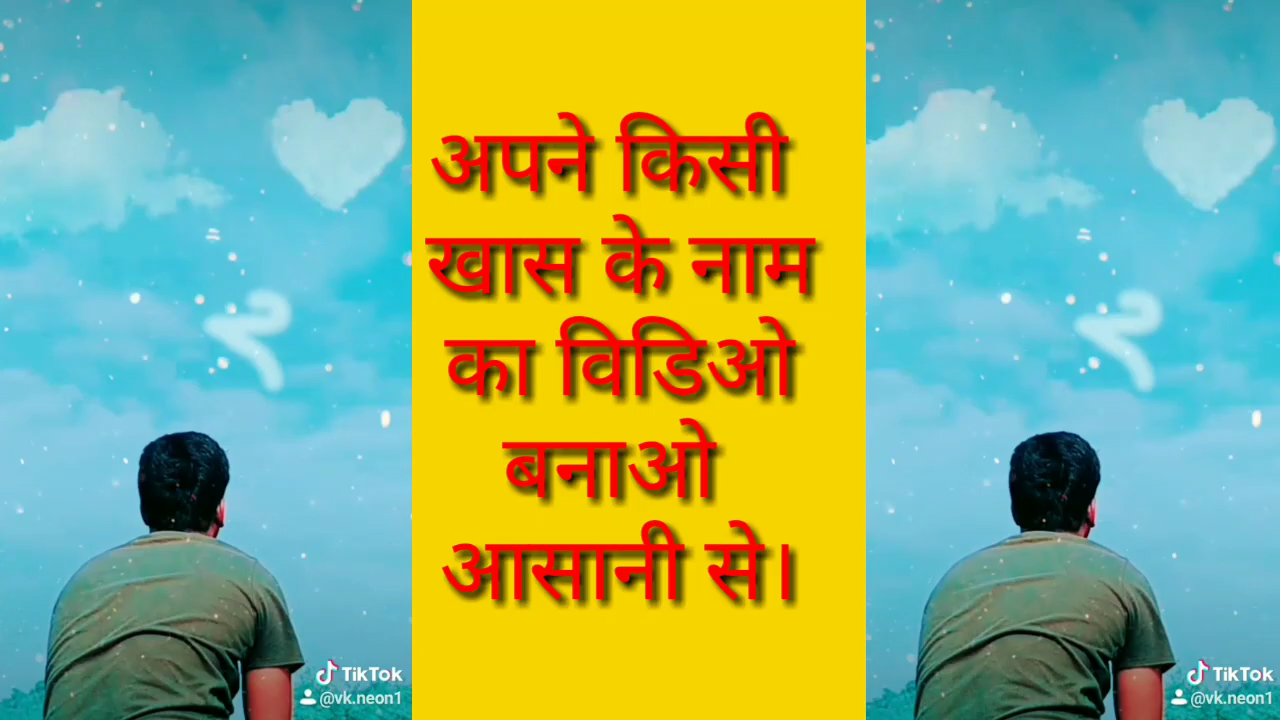 अपने किसी
खास के नाम
का विडिओ
बनाओ
आसानी से।
TikTok
@vk.neon1
TikTok
@vk.neon1